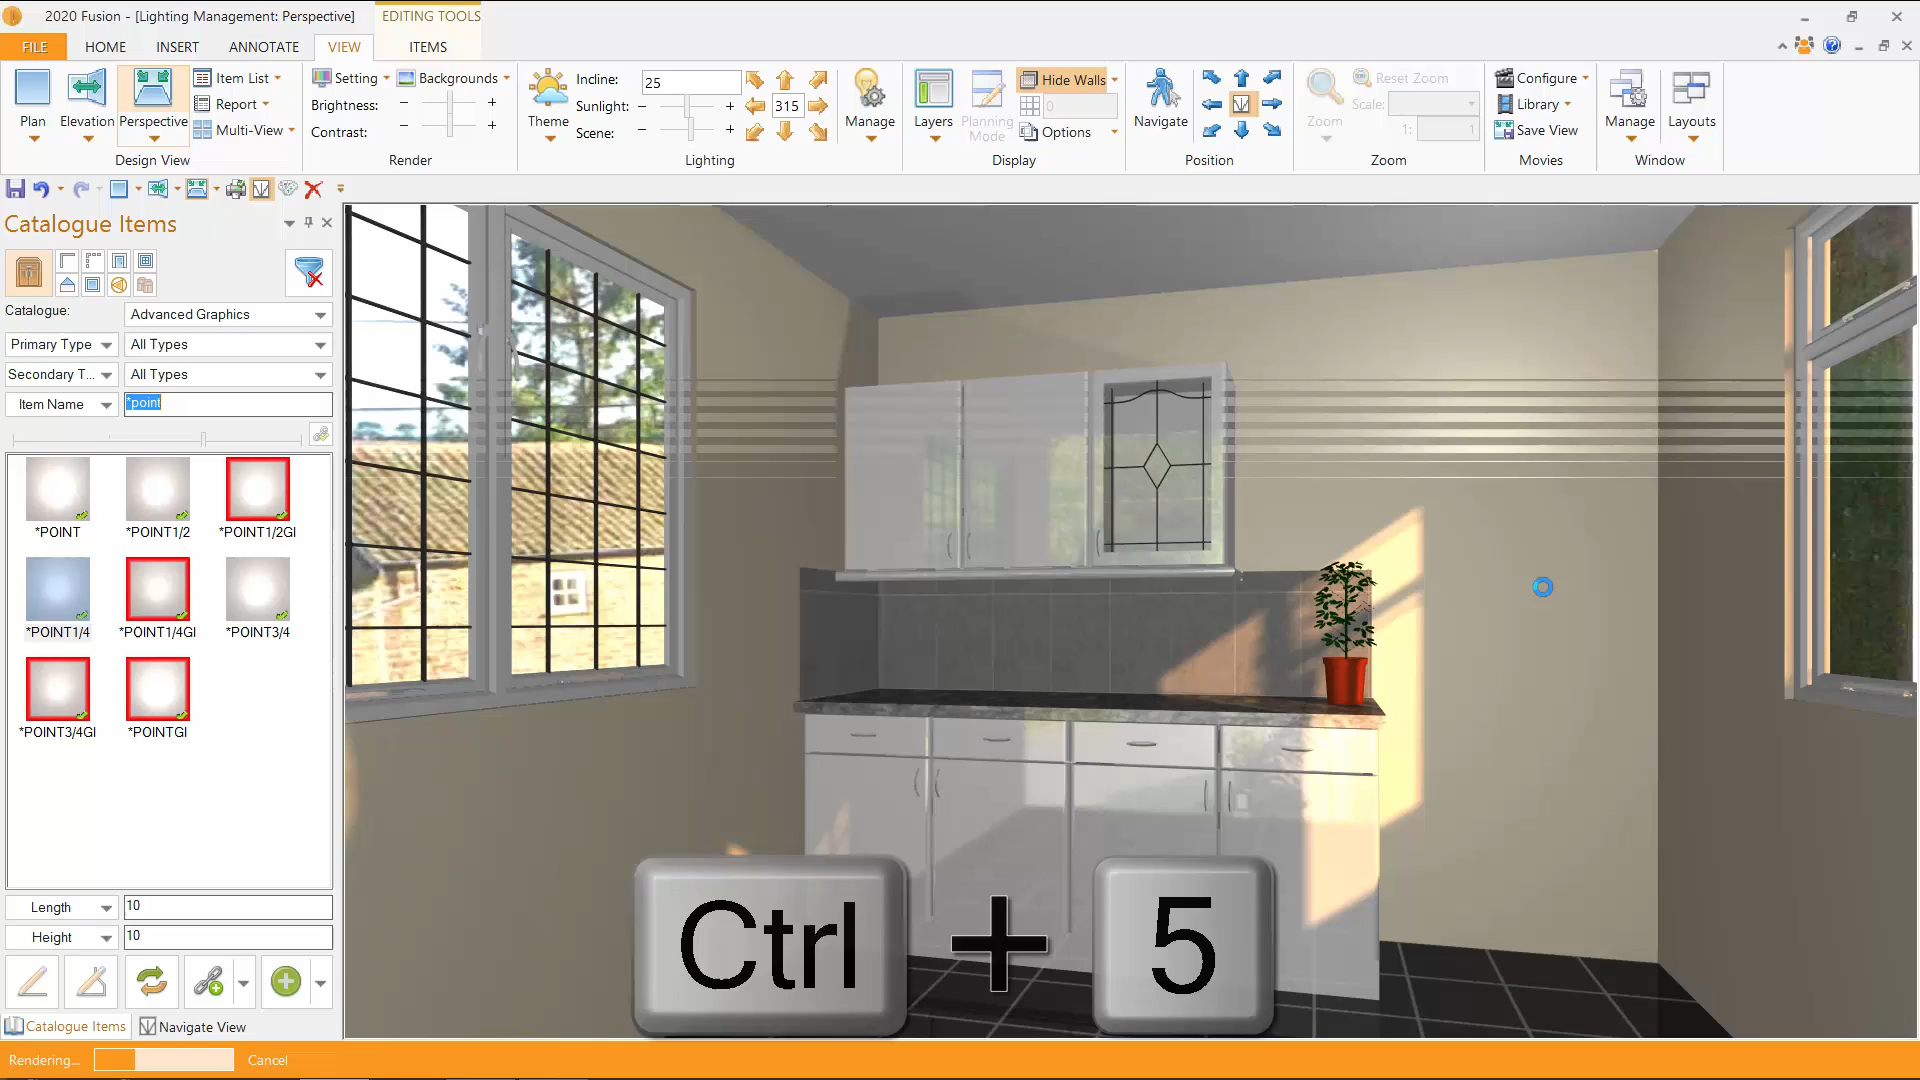 2020 Fusion - [Lighting Management: Perspective]
EDITING TOOLS
FILE
HOME
INSERT
ANNOTATE
VIEW
ITEMS
Plan
Elevation
Perspective
Item List
Report
Multi-View
Design View
Setting
Backgrounds
Brightness:
Contrast:
Render
Theme
Incline:
25
Sunlight:
315
Scene:
Lighting
Manage
Layers
Planning
Mode
Hide Walls
0
Options
Display
Navigate
Position
Zoom
Reset Zoom
Scale:
1:
1
Zoom
Configure
Library
Save View
Movies
Manage
Layouts
Window
Catalogue Items
Catalogue:
Advanced Graphics
Primary Type
All Types
Secondary T...
All Types
Item Name
*point
*POINT
*POINT1/2
*POINT1/2GI
*POINT1/4
*POINT1/4GI
*POINT3/4
*POINT3/4GI
*POINTGI
Length
10
Height
10
Catalogue Items
Navigate View
Rendering...
Cancel
Ctrl + 5